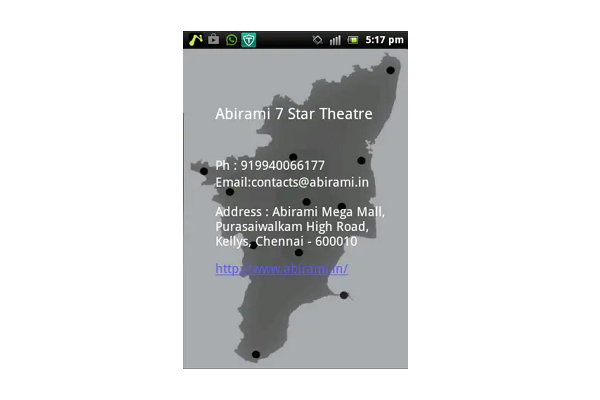 5:17 pm
Abirami 7 Star Theatre
Ph : 919940066177
Email:contacts@abirami.in
Address : Abirami Mega Mall,
Purasaiwalkam High Road,
Kellys, Chennai - 600010
http://www.abirami.in/